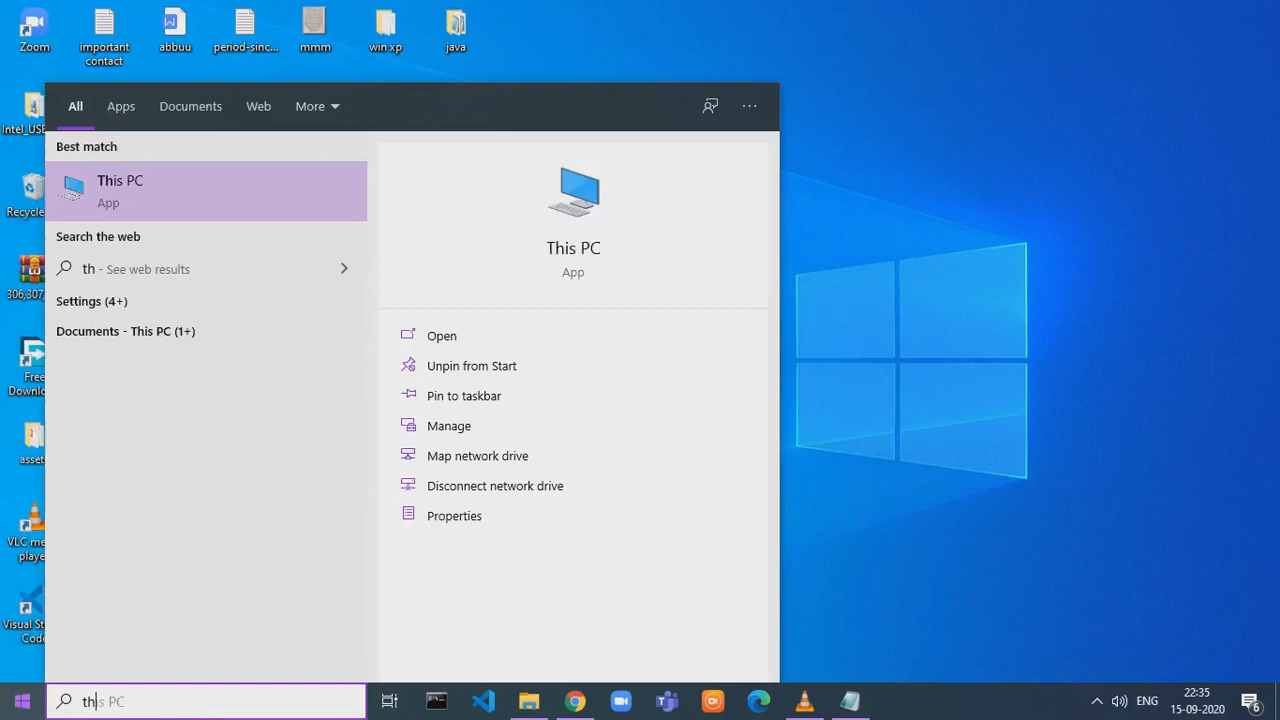 Zoom
important
contact
abbuu
period-sinc...
mmm
win xp
java
Intel_USB
Recycle
306,307,
Free
Downlo...
asset
VLC me
player
Visual St
Code
All
Apps
Documents
Web
More
Best match
This PC
App
Search the web
th - See web results
Settings (4+)
Documents - This PC (1+)
This PC
App
Open
Unpin from Start
Pin to taskbar
Manage
Map network drive
Disconnect network drive
Properties
this PC
ENG
22:35
15-09-2020
6